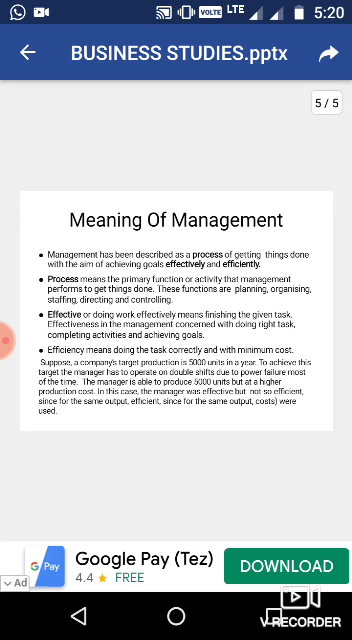 VOLTE LTE 5:20
BUSINESS STUDIES.pptx
5 / 5
Meaning Of Management
● Management has been described as a process of getting things done
with the aim of achieving goals effectively and efficiently.
● Process means the primary function or activity that management
performs to get things done. These functions are planning, organising,
staffing, directing and controlling.
● Effective or doing work effectively means finishing the given task.
Effectiveness in the management concerned with doing right task,
completing activities and achieving goals.
● Efficiency means doing the task correctly and with minimum cost.
Suppose, a company's target production is 5000 units in a year. To achieve this
target the manager has to operate on double shifts due to power failure most
of the time. The manager is able to produce 5000 units but at a higher
production cost. In this case, the manager was effective but not so efficient,
since for the same output, efficient, since for the same output, costs) were
used.
G Pay
Google Pay (Tez)
4.4 ★ FREE
DOWNLOAD
Ad
V RECORDER